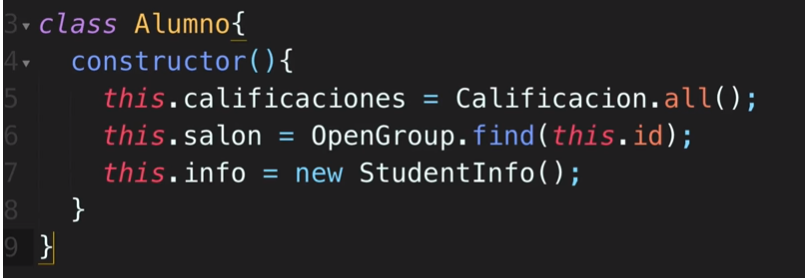 3 class Alumno{
4 constructor(){
5 this.calificaciones = Calificacion.all();
6 this.salon = OpenGroup.find(this.id);
7 this.info = new StudentInfo();
8 }
9 }